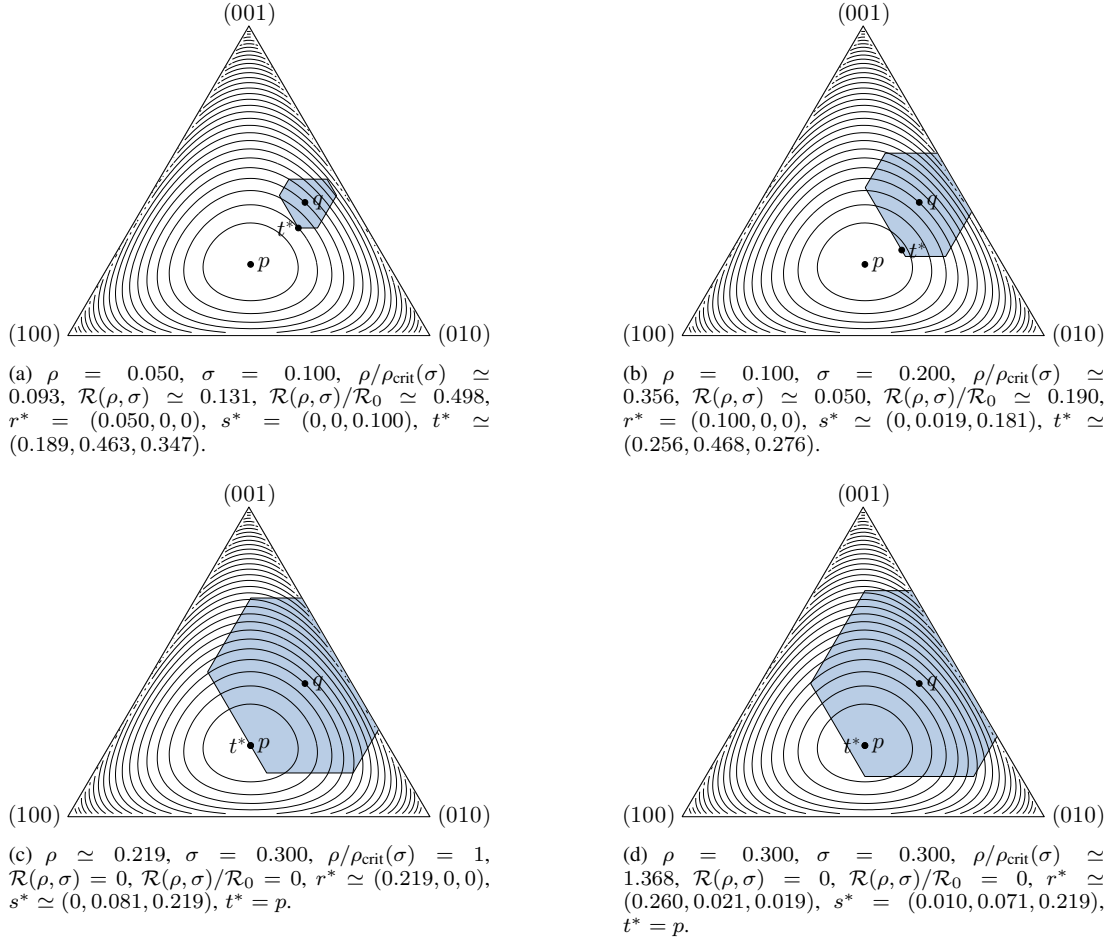 (001)
(001)
q
q
t*
t*
p
p
(100)
(010)
(100)
(010)
(a) ρ = 0.050, σ = 0.100, ρ/ρcrit(σ) ≃
0.093, R(ρ, σ) ≃ 0.131, R(ρ, σ)/R0 ≃ 0.498,
r* = (0.050, 0, 0), s* = (0, 0, 0.100), t* ≃
(0.189, 0.463, 0.347).
(b) ρ = 0.100, σ = 0.200, ρ/ρcrit(σ) ≃
0.356, R(ρ, σ) ≃ 0.050, R(ρ, σ)/R0 ≃ 0.190,
r* = (0.100, 0, 0), s* ≃ (0, 0.019, 0.181), t* ≃
(0.256, 0.468, 0.276).
(001)
(001)
q
q
t* p
t* p
(100)
(010)
(100)
(010)
(c) ρ ≃ 0.219, σ = 0.300, ρ/ρcrit(σ) = 1,
R(ρ, σ) = 0, R(ρ, σ)/R0 = 0, r* ≃ (0.219, 0, 0),
s* ≃ (0, 0.081, 0.219), t* = p.
(d) ρ = 0.300, σ = 0.300, ρ/ρcrit(σ) ≃
1.368, R(ρ, σ) = 0, R(ρ, σ)/R0 = 0, r* ≃
(0.260, 0.021, 0.019), s* = (0.010, 0.071, 0.219),
t* = p.